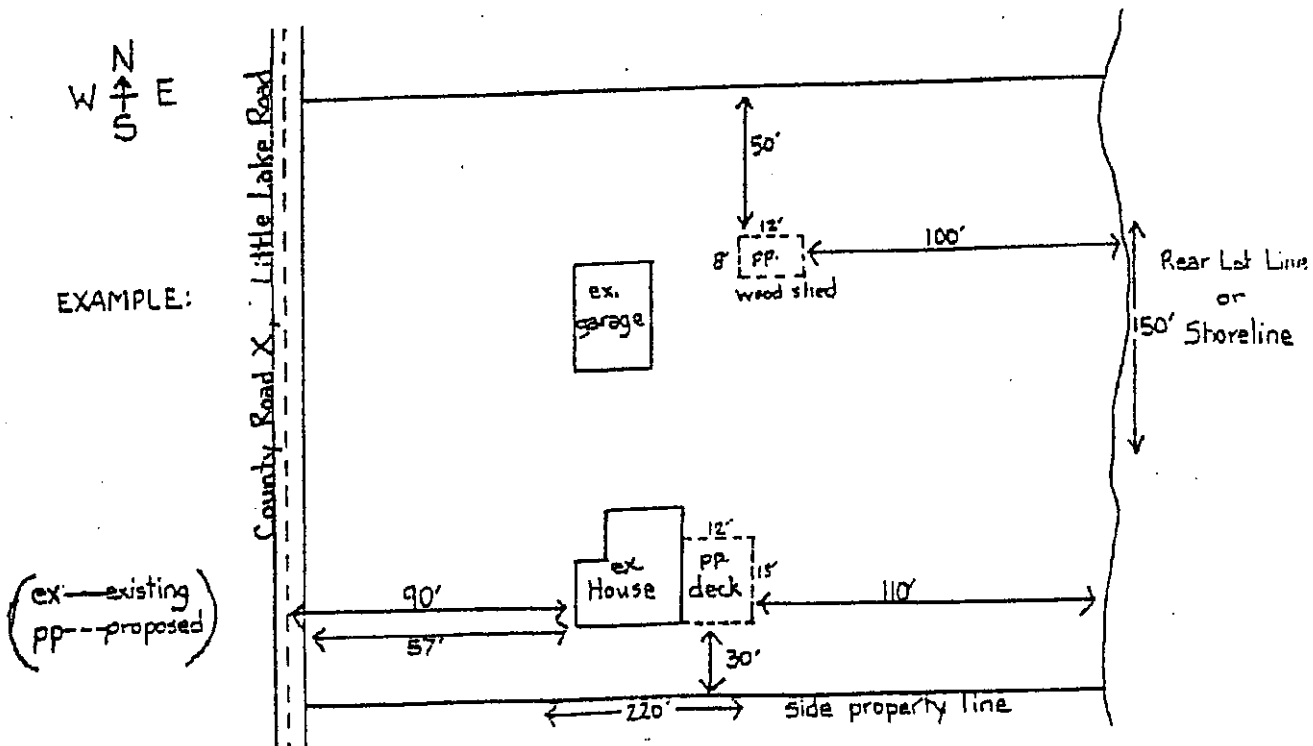 N
W E
S
County Road X, Little Lake Road
50'
12'
8'
pp.
wood shed
100'
Rear Lot Line
or
Shoreline
150'
EXAMPLE:
ex.
garage
12'
ex
House
pp
deck
15'
(ex—existing
pp---proposed)
90'
110'
57'
30'
220'
side property line